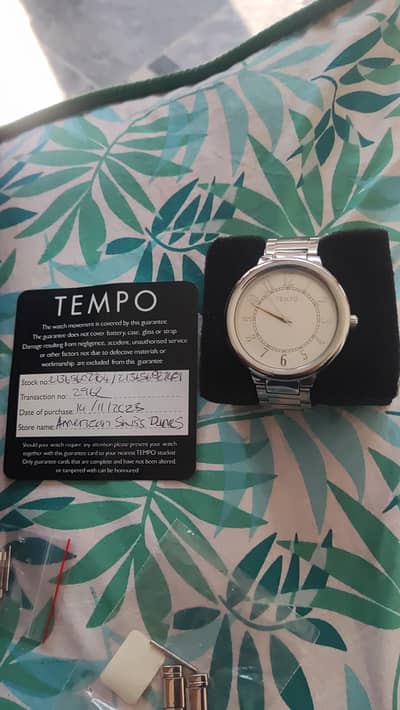 TEMPO
The watch movement is covered by this guarantee
The guarantee does not cover battery, case, glass or strap.
Damage resulting from negligence, accident, unauthorised service
or other factors not due to defective materials or
workmanship are excluded from this guarantee
Stock no:
Transaction no: 2962
Date of purchase: 14/11/2025
Store name: American Swiss Dunes
Should your watch require any attention please present your watch
together with this guarantee card to your nearest TEMPO stockist
Only guarantee cards that are complete and have not been altered,
or tampered with can be honoured
TEMPO
6